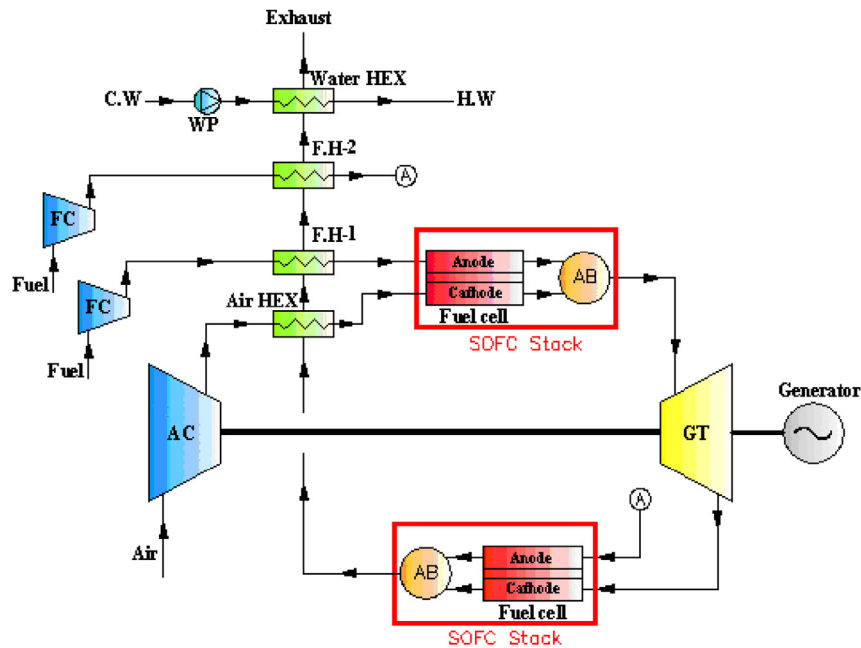 Exhaust
Water HEX
C.W
H.W
WP
F.H-2
A
FC
Fuel
F.H-1
Anode
AB
Cathode
Fuel cell
SOFC Stack
FC
Air HEX
Fuel
AC
GT
Generator
A
Air
AB
Anode
Cathode
Fuel cell
SOFC Stack